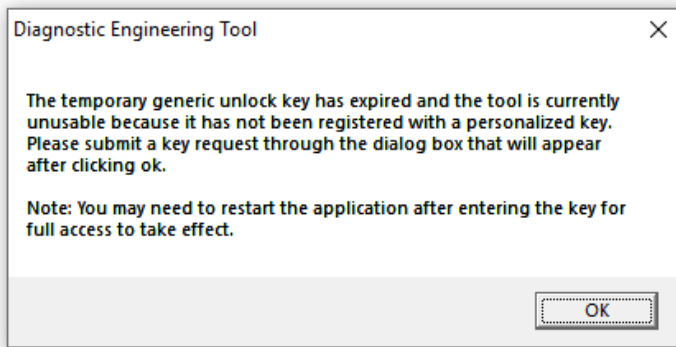 Diagnostic Engineering Tool
The temporary generic unlock key has expired and the tool is currently
unusable because it has not been registered with a personalized key.
Please submit a key request through the dialog box that will appear
after clicking ok.
Note: You may need to restart the application after entering the key for
full access to take effect.
OK